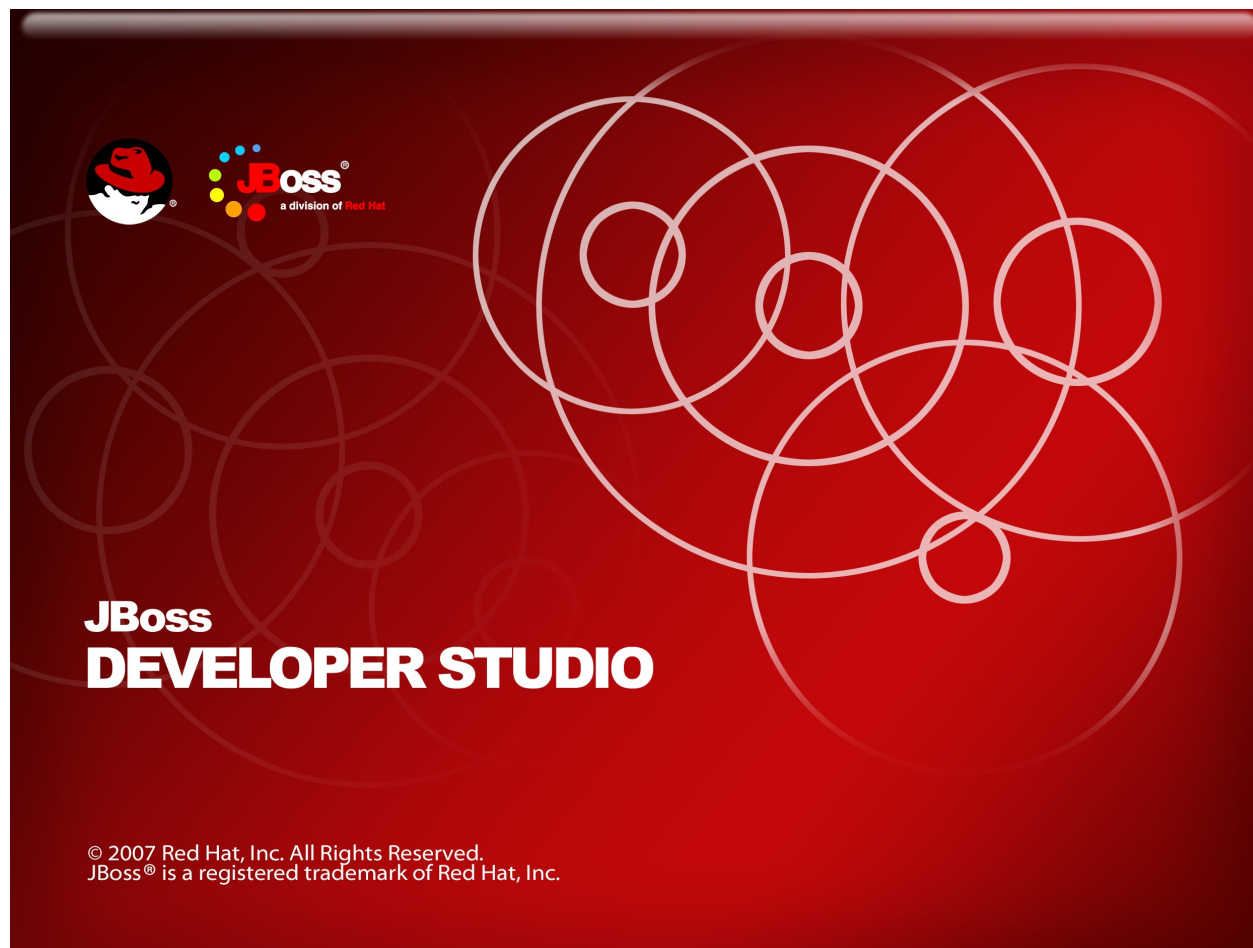 JBoss®
a division of Red Hat
®
JBoss
DEVELOPER STUDIO
© 2007 Red Hat, Inc. All Rights Reserved.
JBoss® is a registered trademark of Red Hat, Inc.